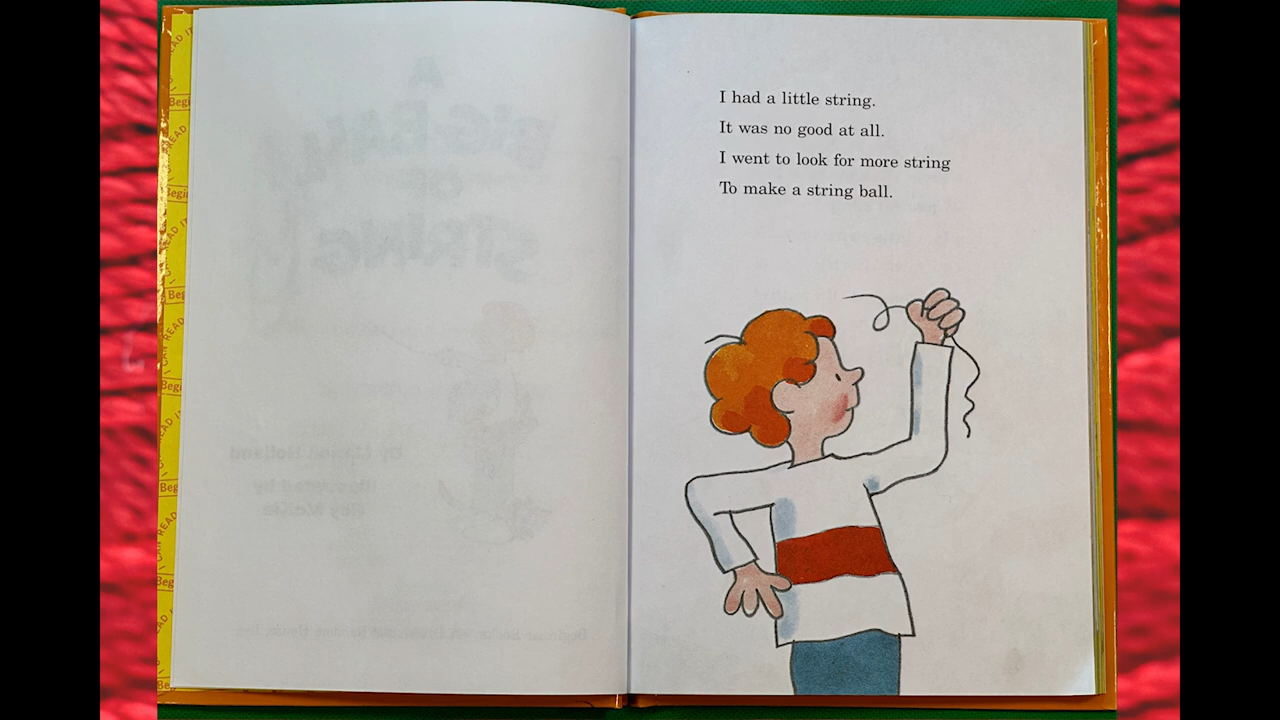 I had a little string.
It was no good at all.
I went to look for more string
To make a string ball.